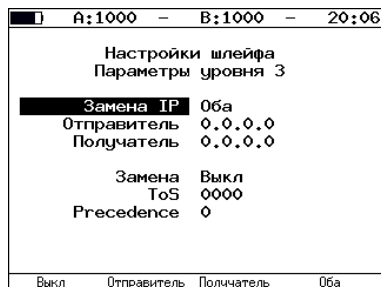 A:1000 – B:1000 – 20:06
Настройки шлейфа
Параметры уровня 3
Замена IP Оба
Отправитель 0.0.0.0
Получатель 0.0.0.0
Замена Выкл
ToS 0000
Precedence 0
Выкл Отправитель Получатель Оба